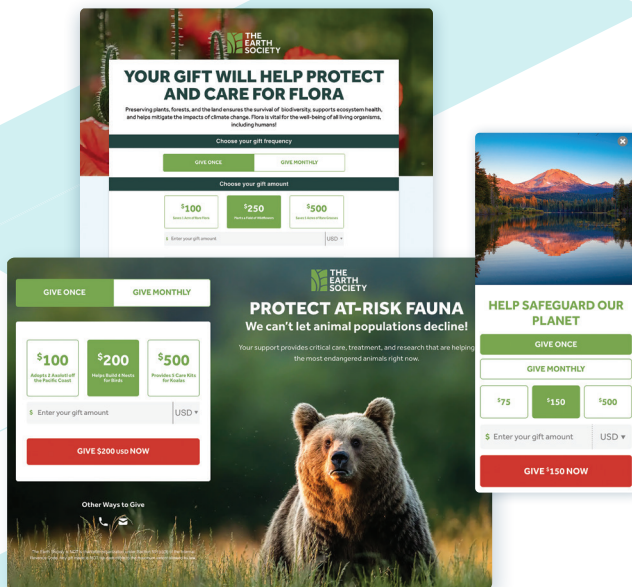 THE
EARTH
SOCIETY
YOUR GIFT WILL HELP PROTECT
AND CARE FOR FLORA
Preserving plants, forests, and the land ensures the survival of biodiversity, supports ecosystem health,
and helps mitigate the impacts of climate change. Flora is vital for the well-being of all living organisms,
including humans!
Choose your gift frequency
GIVE ONCE
GIVE MONTHLY
Choose your gift amount
$100
$250
$500
$ Enter your gift amount
USD
GIVE ONCE
GIVE MONTHLY
$100
Adopts 2 Axolotl off
the Pacific Coast
$200
Helps Build 6 Nests
for Birds
$500
Provides 5 Care Kits
for Koalas
$ Enter your gift amount
USD
GIVE $200 USD NOW
Other Ways to Give
THE
EARTH
SOCIETY
PROTECT AT-RISK FAUNA
We can't let animal populations decline!
Your support provides critical care, treatment, and research that are helping
the most endangered animals right now.
HELP SAFEGUARD OUR
PLANET
GIVE ONCE
GIVE MONTHLY
$75
$150
$500
$ Enter your gift amount
USD
GIVE $150 NOW